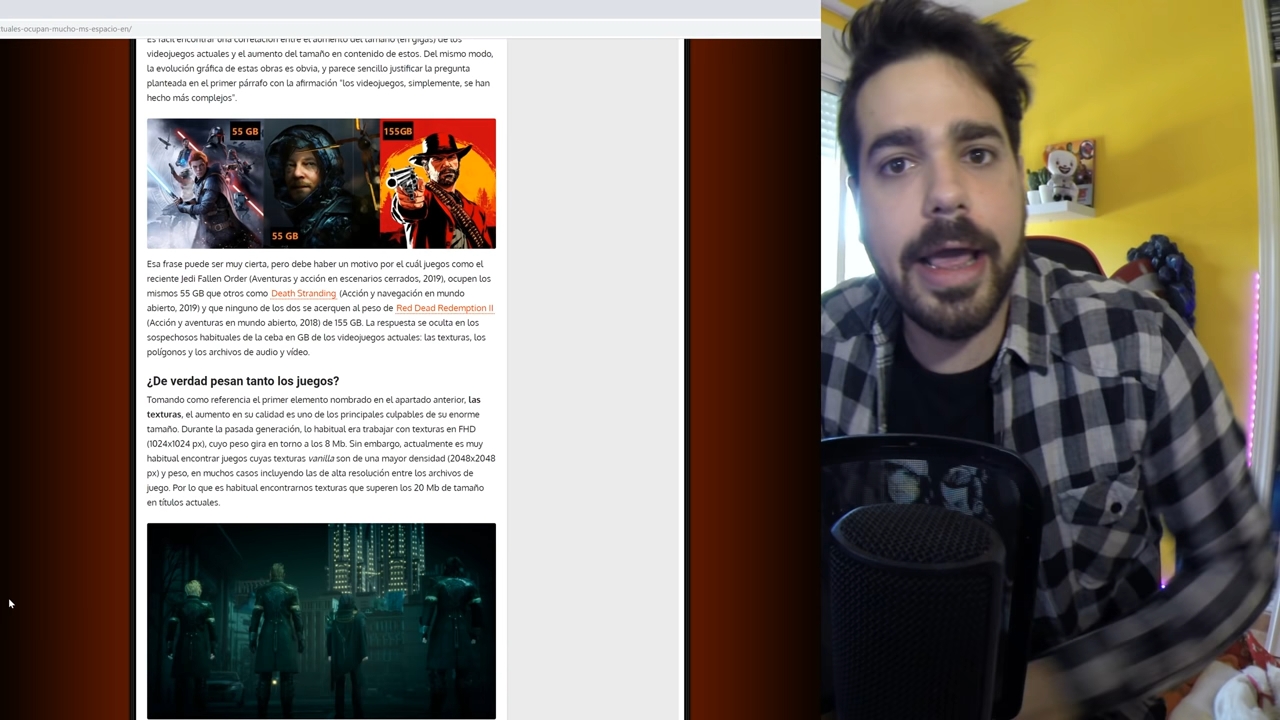 tuales-ocupan-mucho-ms-espacio-en/
Es fácil encontrar una correlación entre el aumento del tamaño (en gigas) de los
videojuegos actuales y el aumento del tamaño en contenido de estos. Del mismo modo,
la evolución gráfica de estas obras es obvia, y parece sencillo justificar la pregunta
planteada en el primer párrafo con la afirmación "los videojuegos, simplemente, se han
hecho más complejos".
55 GB
155GB
55 GB
Esa frase puede ser muy cierta, pero debe haber un motivo por el cuál juegos como el
reciente Jedi Fallen Order (Aventuras y acción en escenarios cerrados, 2019), ocupen los
mismos 55 GB que otros como Death Stranding (Acción y navegación en mundo
abierto, 2019) y que ninguno de los dos se acerquen al peso de Red Dead Redemption II
(Acción y aventuras en mundo abierto, 2018) de 155 GB. La respuesta se oculta en los
sospechosos habituales de la ceba en GB de los videojuegos actuales: las texturas, los
polígonos y los archivos de audio y vídeo.
¿De verdad pesan tanto los juegos?
Tomando como referencia el primer elemento nombrado en el apartado anterior, las
texturas, el aumento en su calidad es uno de los principales culpables de su enorme
tamaño. Durante la pasada generación, lo habitual era trabajar con texturas en FHD
(1024x1024 px), cuyo peso gira en torno a los 8 Mb. Sin embargo, actualmente es muy
habitual encontrar juegos cuyas texturas vanilla son de una mayor densidad (2048x2048
px) y peso, en muchos casos incluyendo las de alta resolución entre los archivos de
juego. Por lo que es habitual encontrarnos texturas que superen los 20 Mb de tamaño
en títulos actuales.